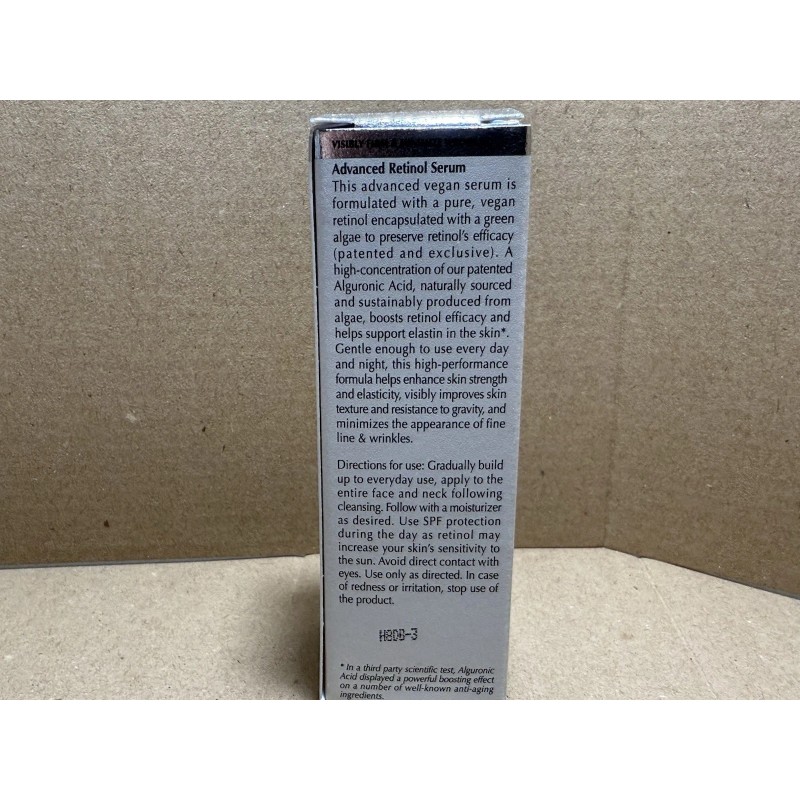 VISIBLY
Advanced Retinol Serum
This advanced vegan serum is
formulated with a pure, vegan
retinol encapsulated with a green
algae to preserve retinol's efficacy
(patented and exclusive). A
high-concentration of our patented
Alguronic Acid, naturally sourced
and sustainably produced from
algae, boosts retinol efficacy and
helps support elastin in the skin*.
Gentle enough to use every day
and night, this high-performance
formula helps enhance skin strength
and elasticity, visibly improves skin
texture and resistance to gravity, and
minimizes the appearance of fine
line & wrinkles.
Directions for use: Gradually build
up to everyday use, apply to the
entire face and neck following
cleansing. Follow with a moisturizer
as desired. Use SPF protection
during the day as retinol may
increase your skin's sensitivity to
the sun. Avoid direct contact with
eyes. Use only as directed. In case
of redness or irritation, stop use of
the product.
* In a third party scientific test, Alguronic
Acid displayed a powerful boosting effect
on a number of well-known anti-aging
ingredients.